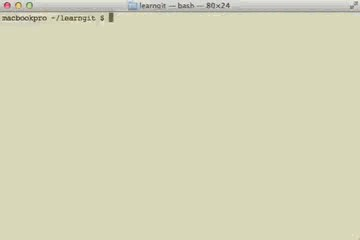 learngit — bash — 80×24
macbookpro ~/learngit $